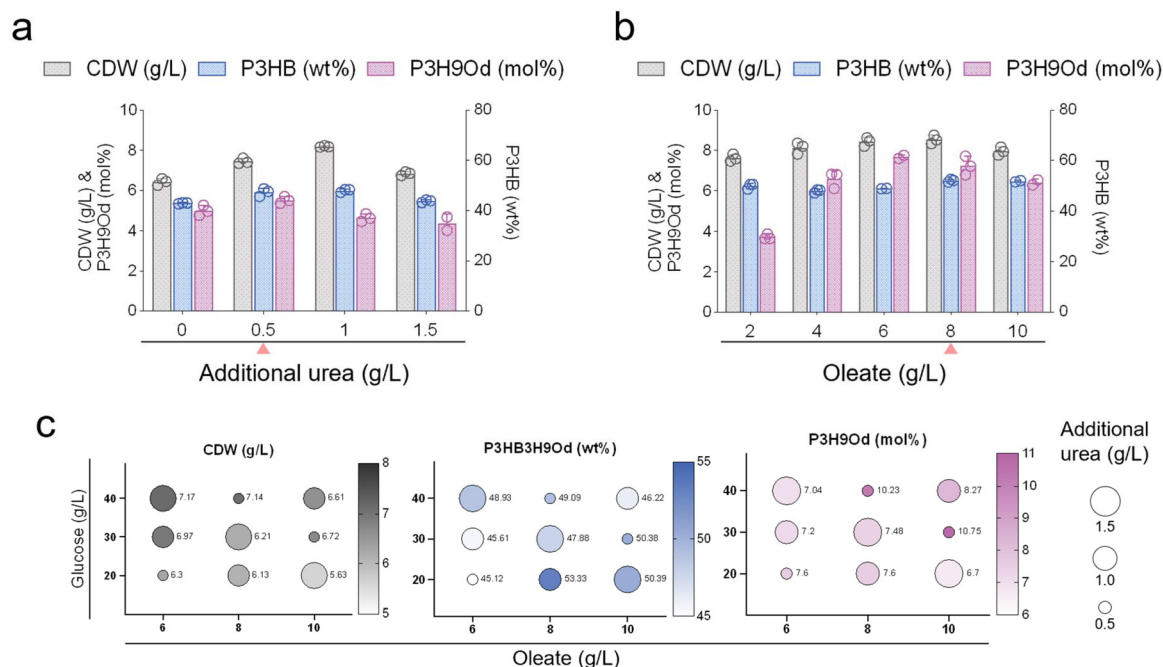 a
CDW (g/L) P3HB (wt%) P3H9Od (mol%)
CDW (g/L) &
P3H9Od (mol%)
10
8
6
4
2
0
80
60
40
20
0
P3HB
(wt%)
0 0.5 1 1.5
Additional urea (g/L)
b
CDW (g/L) P3HB (wt%) P3H9Od (mol%)
CDW (g/L) &
P3H9Od (mol%)
10
8
6
4
2
0
80
60
40
20
0
P3HB
(wt%)
2 4 6 8 10
Oleate (g/L)
c
Glucose (g/L)
CDW (g/L)
40 7.17 7.14 6.61
30 6.97 6.21 6.72
20 6.3 6.13 5.63
6 8 10
8
7
6
5
P3HB3H9Od (wt%)
40 48.93 49.09 46.22
30 45.61 47.88 50.38
20 45.12 53.33 50.39
6 8 10
55
50
45
P3H9Od (mol%)
40 7.04 10.23 8.27
30 7.2 7.48 10.75
20 7.6 7.6 6.7
6 8 10
11
10
9
8
7
6
Additional
urea (g/L)
1.5
1.0
0.5
Oleate (g/L)